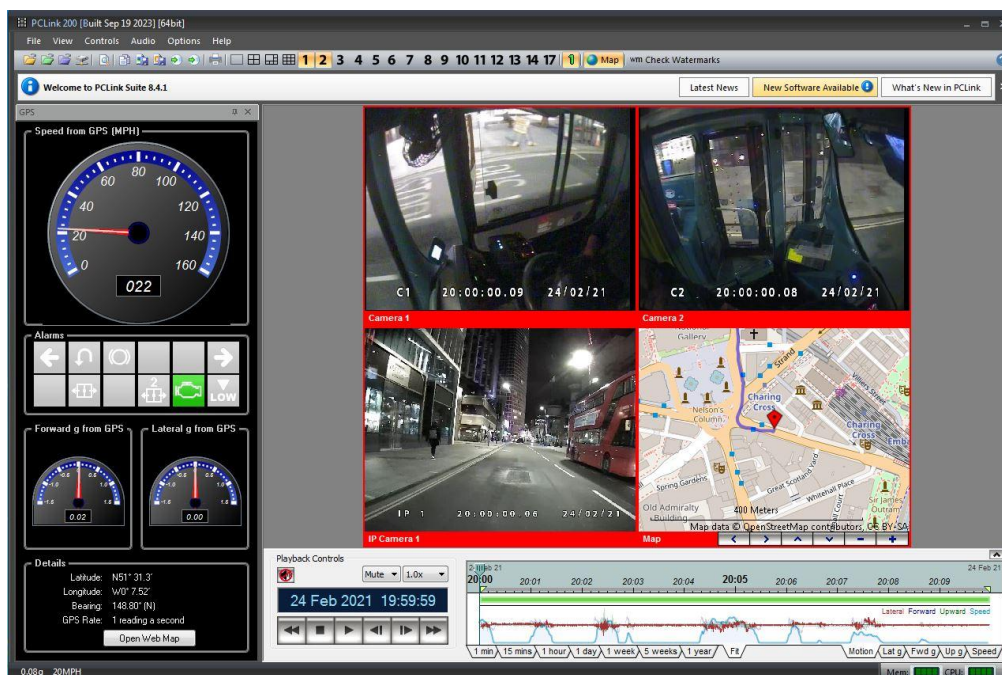 PCLink 200 [Built Sep 19 2023] [64bit]
File View Controls Audio Options Help
1 2 3 4 5 6 7 8 9 10 11 12 13 14 17 Map wm Check Watermarks
Welcome to PCLink Suite 8.4.1
Latest News
New Software Available
What's New in PCLink
GPS
Speed from GPS (MPH)
0 20 40 60 80 100 120 140 160
022
Alarms
2
LOW
Forward g from GPS
0.02
Lateral g from GPS
0.00
Details
Latitude: N51° 31.3'
Longitude: W0° 7.52'
Bearing: 148.80° (N)
GPS Rate: 1 reading a second
Open Web Map
C1 20:00:00.09 24/02/21
Camera 1
C2 20:00:00.08 24/02/21
Camera 2
IP 1 20:00:00.06 24/02/21
IP Camera 1
National
Gallery
Strand
Villiers Street
Charing
Cross
Nelson's
Column
Charing
Cross
Spring Gardens
Great Scotland Yard
Whitehall Place
Old Admiralty
Building
Sir James
Outram
400 Meters
Map data © OpenStreetMap contributors, CC BY-SA
Map
Playback Controls
Mute 1.0x
24 Feb 2021 19:59:59
24 Feb 21
20:00 20:01 20:02 20:03 20:04 20:05 20:06 20:07 20:08 20:09
Lateral Forward Upward Speed
1 min 15 mins 1 hour 1 day 1 week 5 weeks 1 year Fit
Motion Lat g Fwd g Up g Speed
0.08g 20MPH
Mem: CPU: